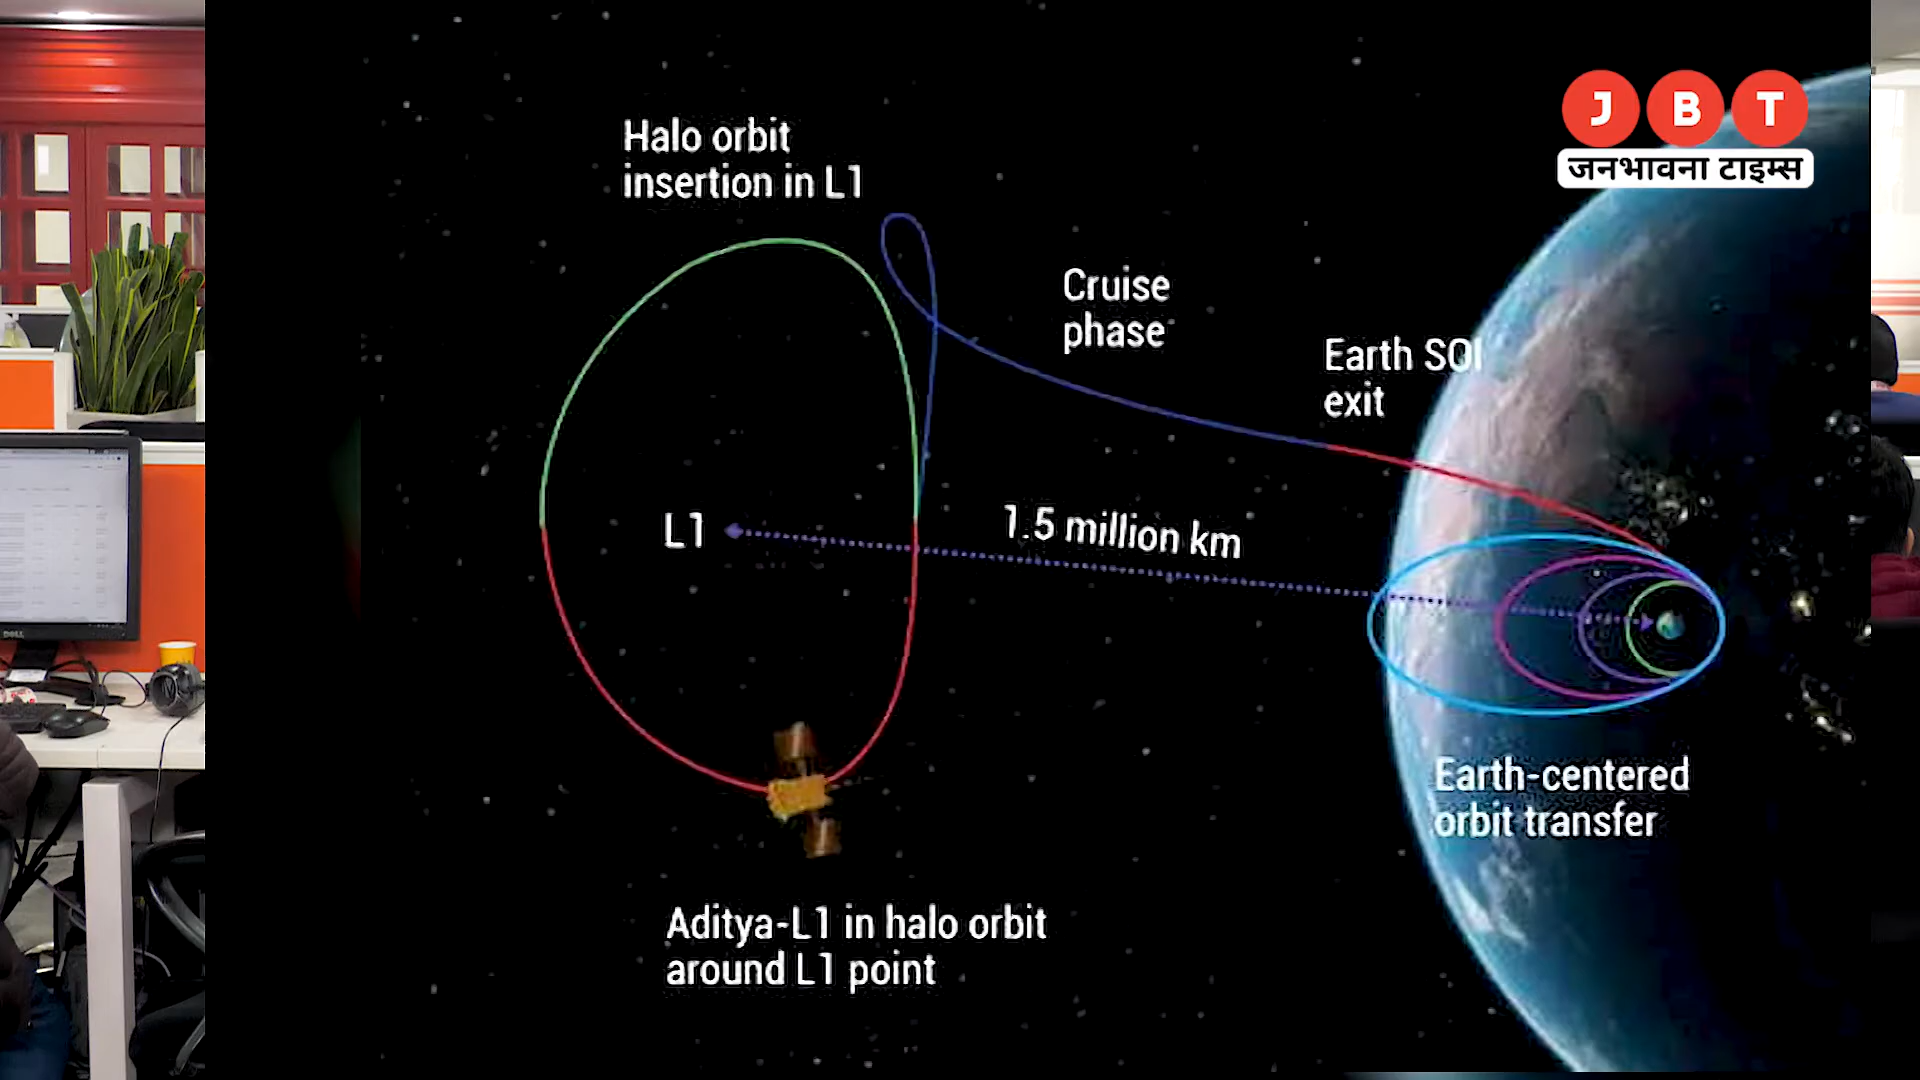 J B T
जनभावना टाइम्स
Halo orbit
insertion in L1
Cruise
phase
Earth SOI
exit
1.5 million km
L1
Earth-centered
orbit transfer
Aditya-L1 in halo orbit
around L1 point
DELL